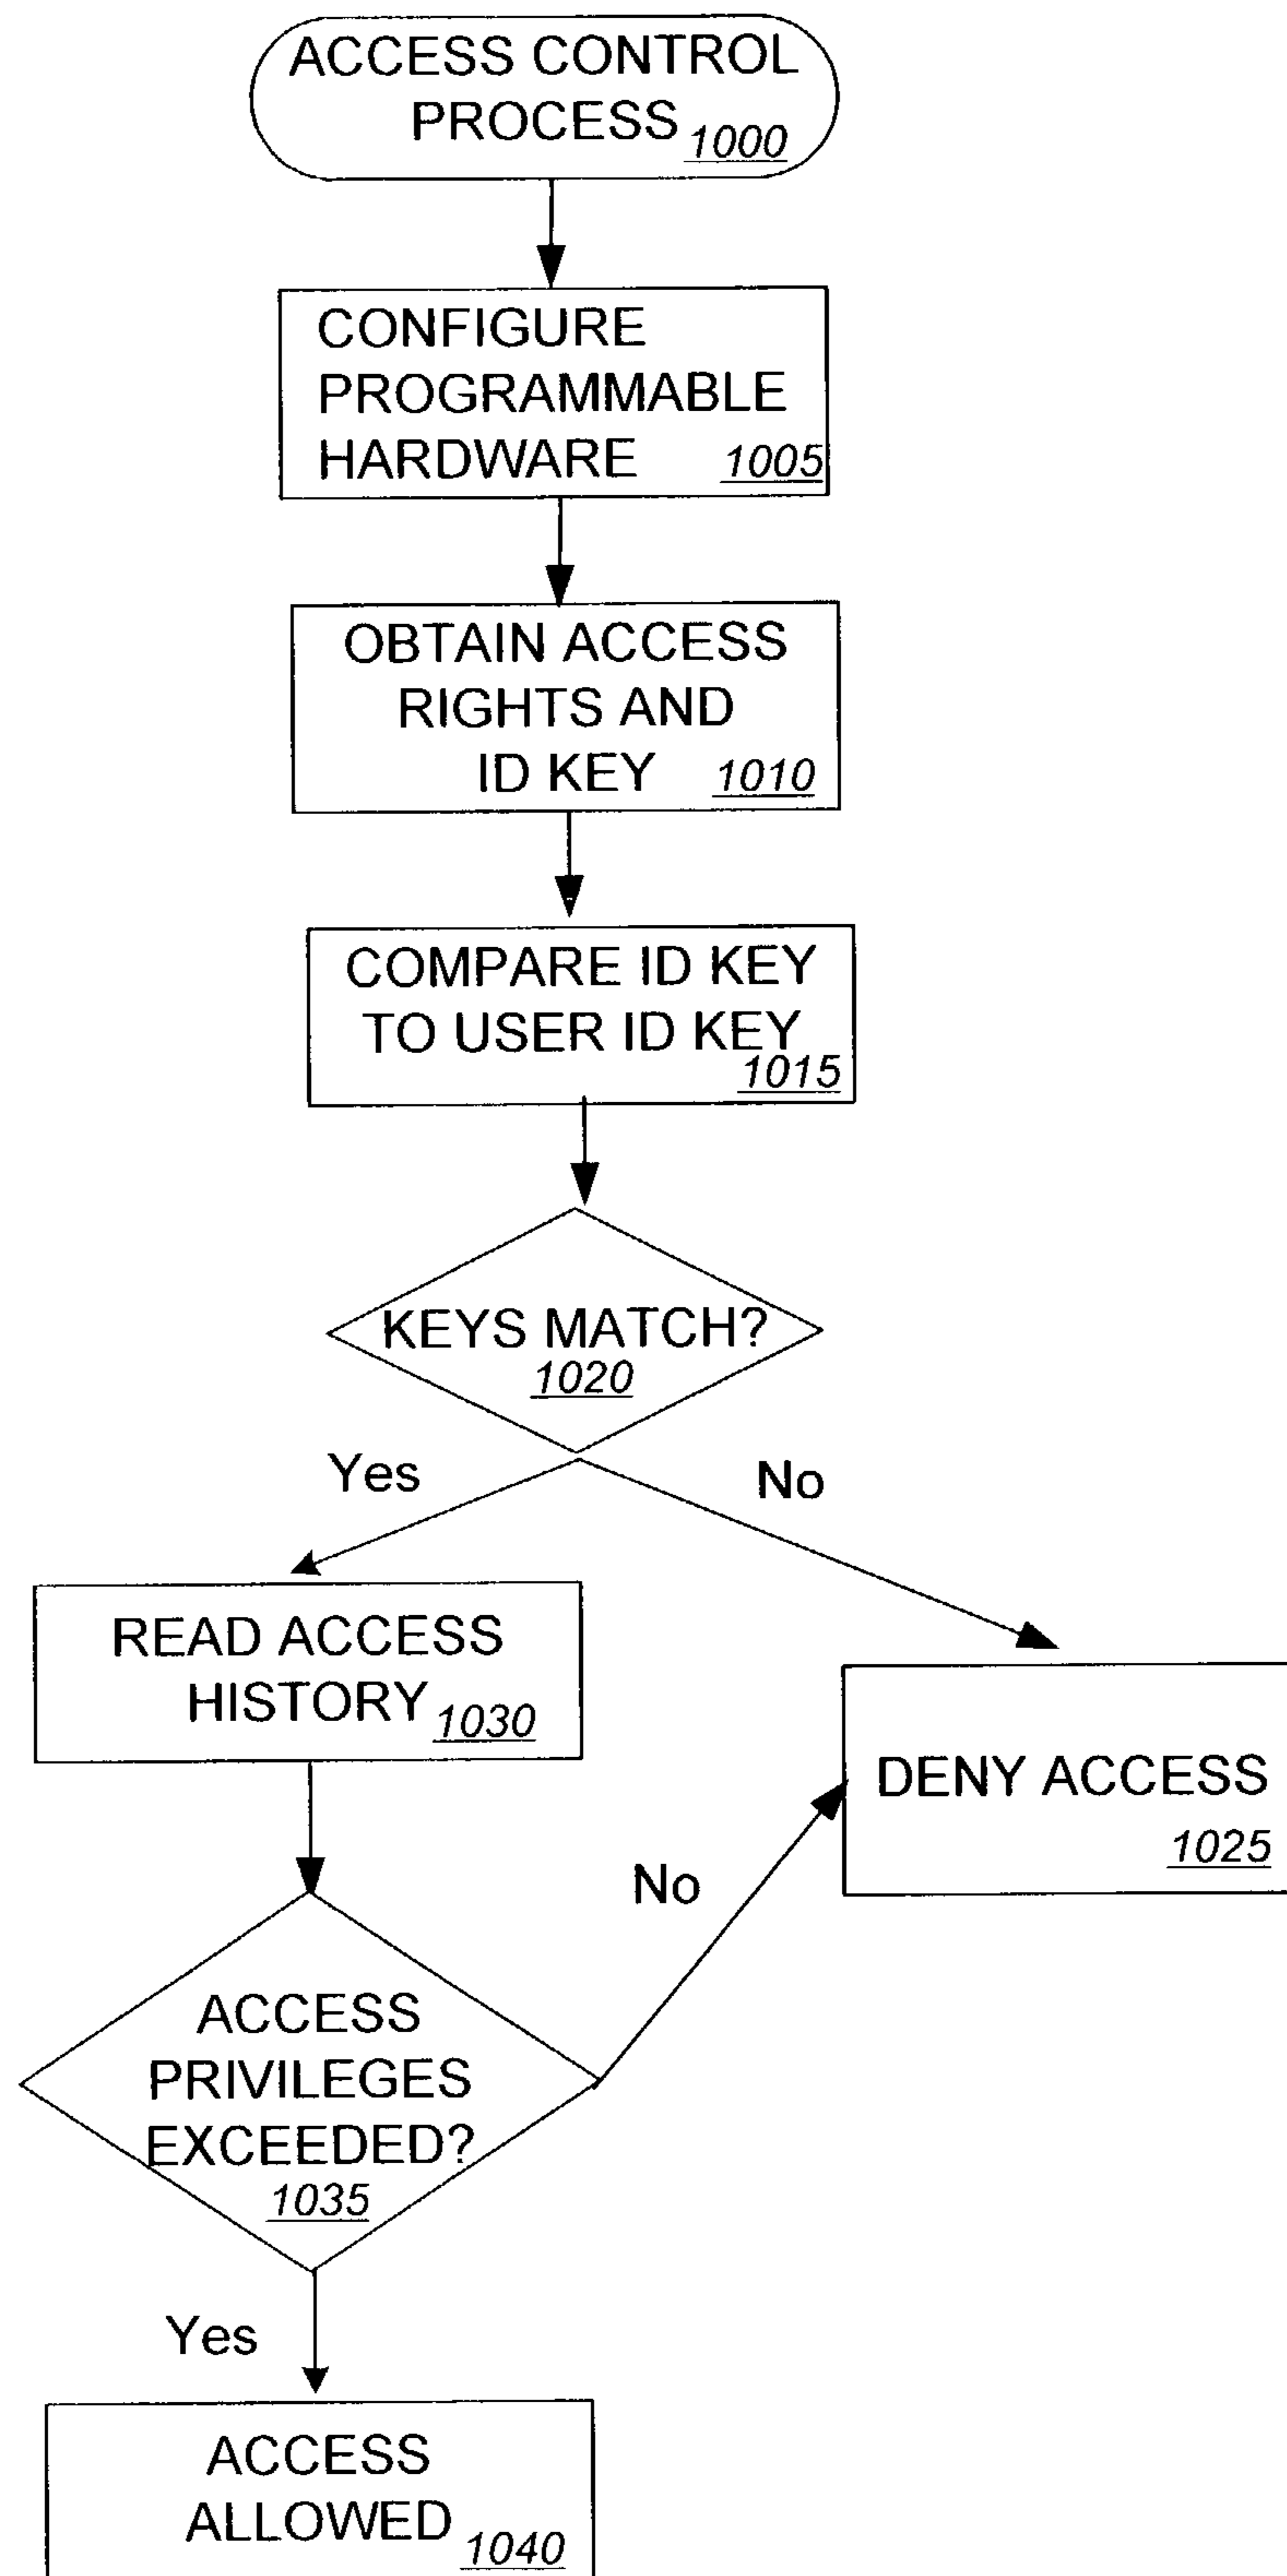 ACCESS CONTROL
PROCESS 1000
CONFIGURE
PROGRAMMABLE
HARDWARE 1005
OBTAIN ACCESS
RIGHTS AND
ID KEY 1010
COMPARE ID KEY
TO USER ID KEY
1015
KEYS MATCH?
1020
Yes
No
READ ACCESS
HISTORY 1030
DENY ACCESS
1025
No
ACCESS
PRIVILEGES
EXCEEDED?
1035
Yes
ACCESS
ALLOWED 1040